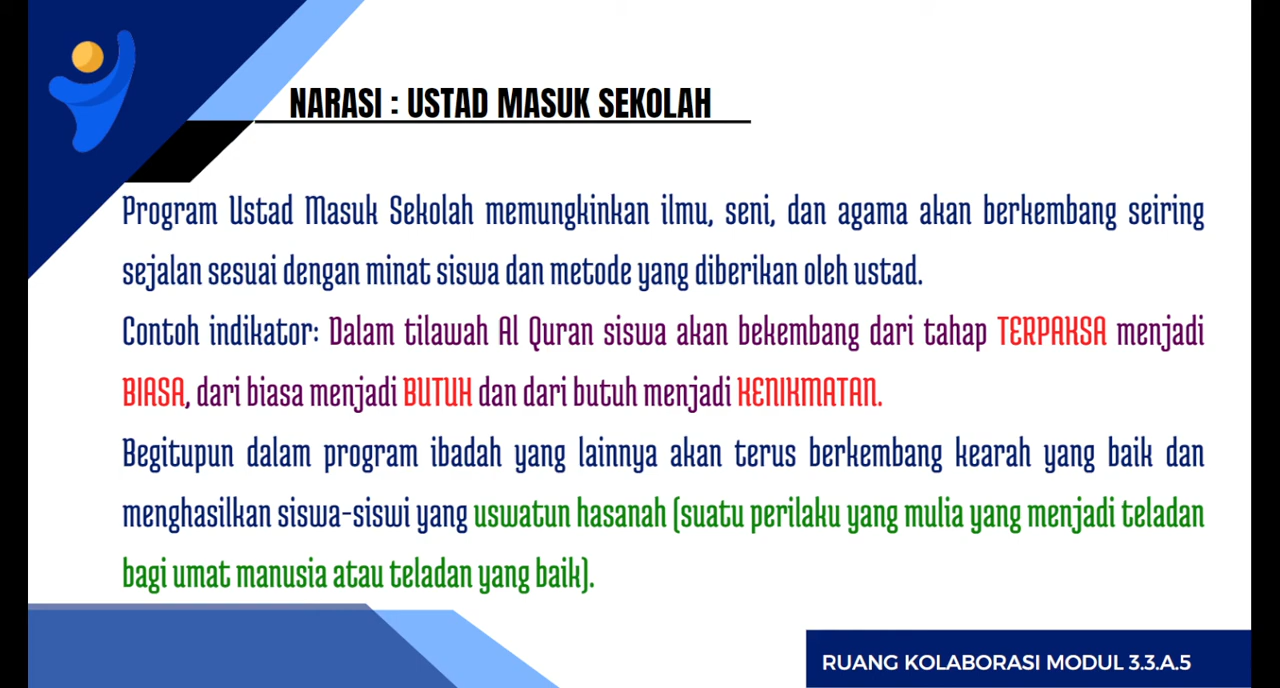 NARASI : USTAD MASUK SEKOLAH
Program Ustad Masuk Sekolah memungkinkan ilmu, seni, dan agama akan berkembang seiring
sejalan sesuai dengan minat siswa dan metode yang diberikan oleh ustad.
Contoh indikator: Dalam tilawah Al Quran siswa akan bekembang dari tahap TERPAKSA menjadi
BIASA, dari biasa menjadi BUTUH dan dari butuh menjadi KENIKMATAN.
Begitupun dalam program ibadah yang lainnya akan terus berkembang kearah yang baik dan
menghasilkan siswa-siswi yang uswatun hasanah (suatu perilaku yang mulia yang menjadi teladan
bagi umat manusia atau teladan yang baik).
RUANG KOLABORASI MODUL 3.3.A.5